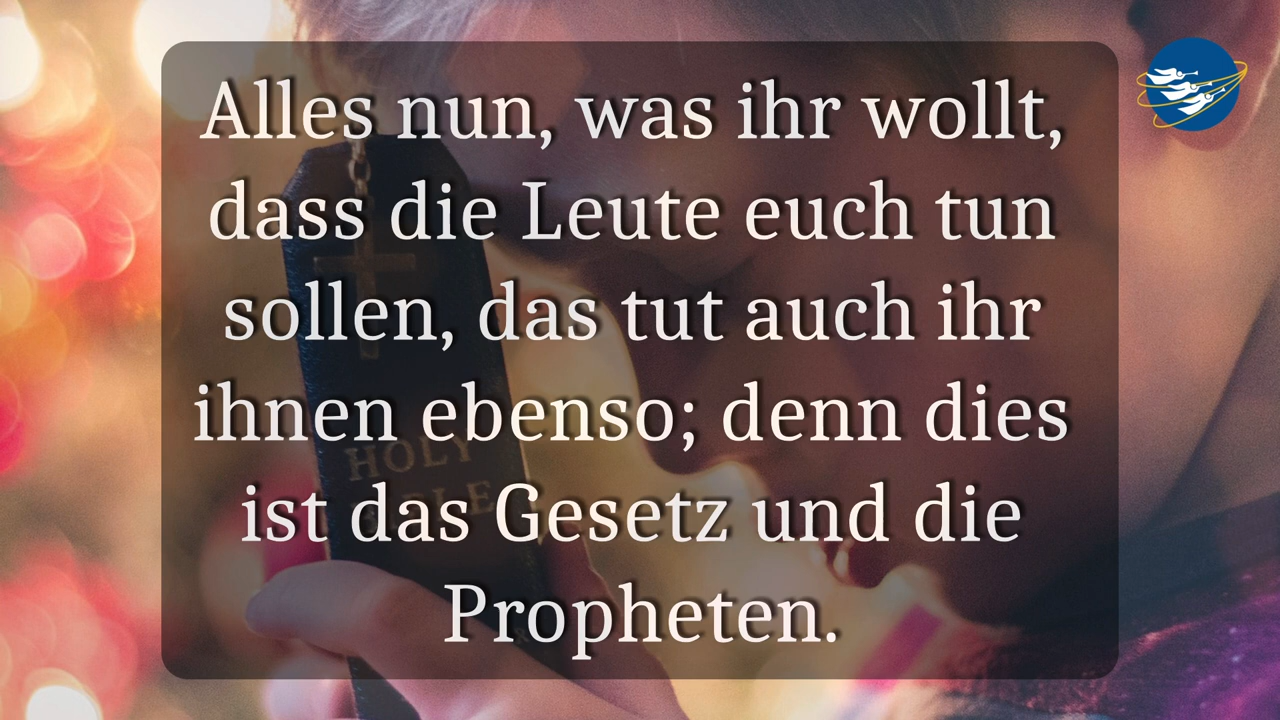 Alles nun, was ihr wollt,
dass die Leute euch tun
sollen, das tut auch ihr
ihnen ebenso; denn dies
ist das Gesetz und die
Propheten.
HOLY